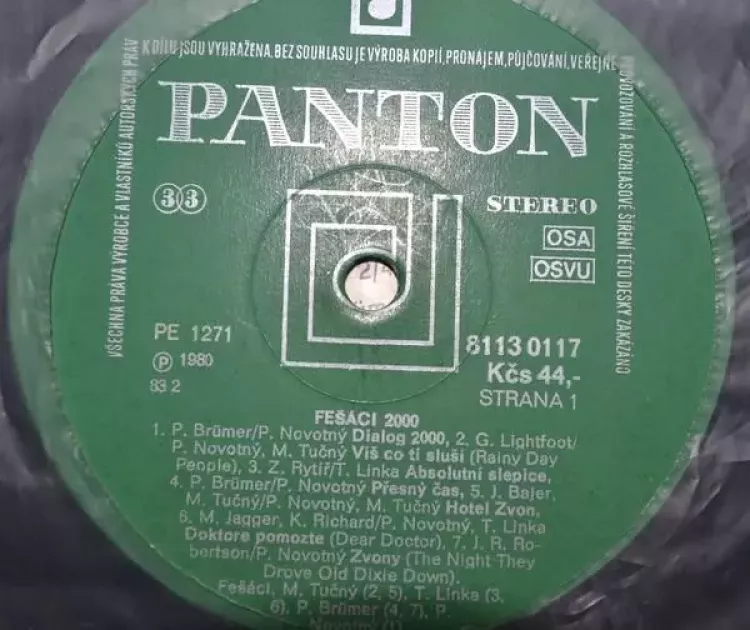 VŠECHNA PRÁVA VÝROBCE A VLASTNÍKŮ AUTORSKÝCH PRÁV
K DÍLU JSOU VYHRAŽENA. BEZ SOUHLASU JE VÝROBA KOPIÍ, PRONÁJEM, PŮJČOVÁNÍ, VEŘEJNÉ
PROVOZOVÁNÍ A ROZHLASOVÉ ŠÍŘENÍ TÉTO DESKY ZAKÁZÁNO
PANTON
33
STEREO
OSA
OSVU
PE 1271
Ⓟ 1980
83 2
8113 0117
Kčs 44,-
STRANA 1
FEŠÁCI 2000
1. P. Brümer/P. Novotný Dialog 2000, 2. G. Lightfoot/
P. Novotný, M. Tučný Víš co ti sluší (Rainy Day
People), 3. Z. Rytíř/T. Linka Absolutní slepice,
4. P. Brümer/P. Novotný Přesný čas, 5. J. Bajer,
M. Tučný/P. Novotný, M. Tučný Hotel Zvon,
6. M. Jagger, K. Richard/P. Novotný, T. Linka
Doktore pomozte (Dear Doctor), 7. J. R. Ro-
bertson/P. Novotný Zvony (The Night They
Drove Old Dixie Down).
Fešáci, M. Tučný (2, 5), T. Linka (3,
6), P. Brümer (4, 7), P.
Novotný (1)